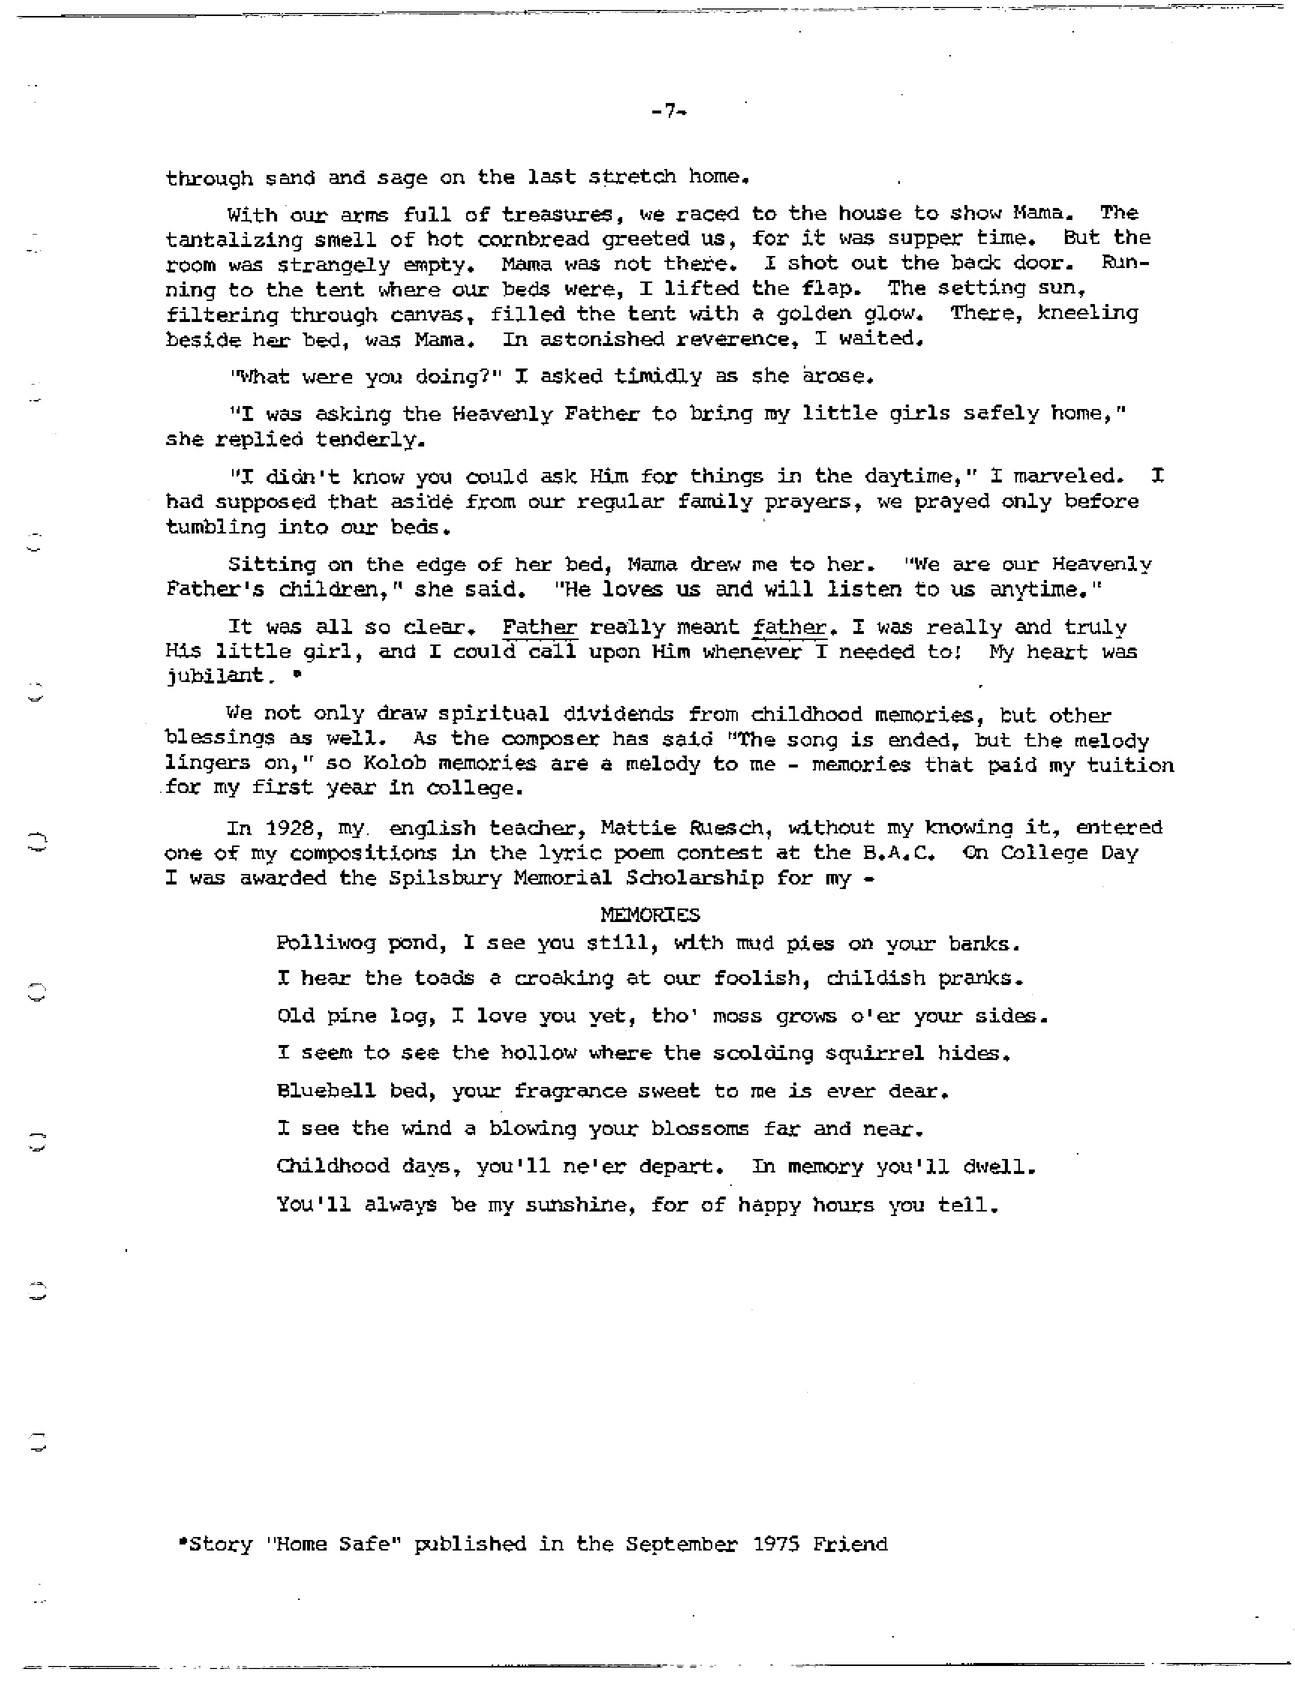 -7-
through sand and sage on the last stretch home.
With our arms full of treasures, we raced to the house to show Mama. The
tantalizing smell of hot cornbread greeted us, for it was supper time. But the
room was strangely empty. Mama was not there. I shot out the back door. Run-
ning to the tent where our beds were, I lifted the flap. The setting sun,
filtering through canvas, filled the tent with a golden glow. There, kneeling
beside her bed, was Mama. In astonished reverence, I waited.
"What were you doing?" I asked timidly as she arose.
"I was asking the Heavenly Father to bring my little girls safely home,"
she replied tenderly.
"I didn't know you could ask Him for things in the daytime," I marveled. I
had supposed that aside from our regular family prayers, we prayed only before
tumbling into our beds.
Sitting on the edge of her bed, Mama drew me to her. "We are our Heavenly
Father's children," she said. "He loves us and will listen to us anytime."
It was all so clear. Father really meant father. I was really and truly
His little girl, and I could call upon Him whenever I needed to! My heart was
jubilant. *
We not only draw spiritual dividends from childhood memories, but other
blessings as well. As the composer has said "The song is ended, but the melody
lingers on," so Kolob memories are a melody to me - memories that paid my tuition
for my first year in college.
In 1928, my english teacher, Mattie Ruesch, without my knowing it, entered
one of my compositions in the lyric poem contest at the B.A.C. On College Day
I was awarded the Spilsbury Memorial Scholarship for my -
MEMORIES
Polliwog pond, I see you still, with mud pies on your banks.
I hear the toads a croaking at our foolish, childish pranks.
Old pine log, I love you yet, tho' moss grows o'er your sides.
I seem to see the hollow where the scolding squirrel hides.
Bluebell bed, your fragrance sweet to me is ever dear.
I see the wind a blowing your blossoms far and near.
Childhood days, you'll ne'er depart. In memory you'll dwell.
You'll always be my sunshine, for of happy hours you tell.
*Story "Home Safe" published in the September 1975 Friend